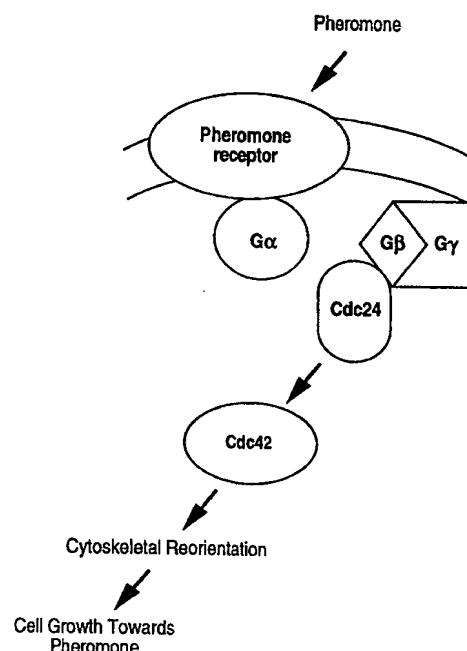 Pheromone
Pheromone
receptor
Gα
Gβ
Gγ
Cdc24
Cdc42
Cytoskeletal Reorientation
Cell Growth Towards
Pheromone